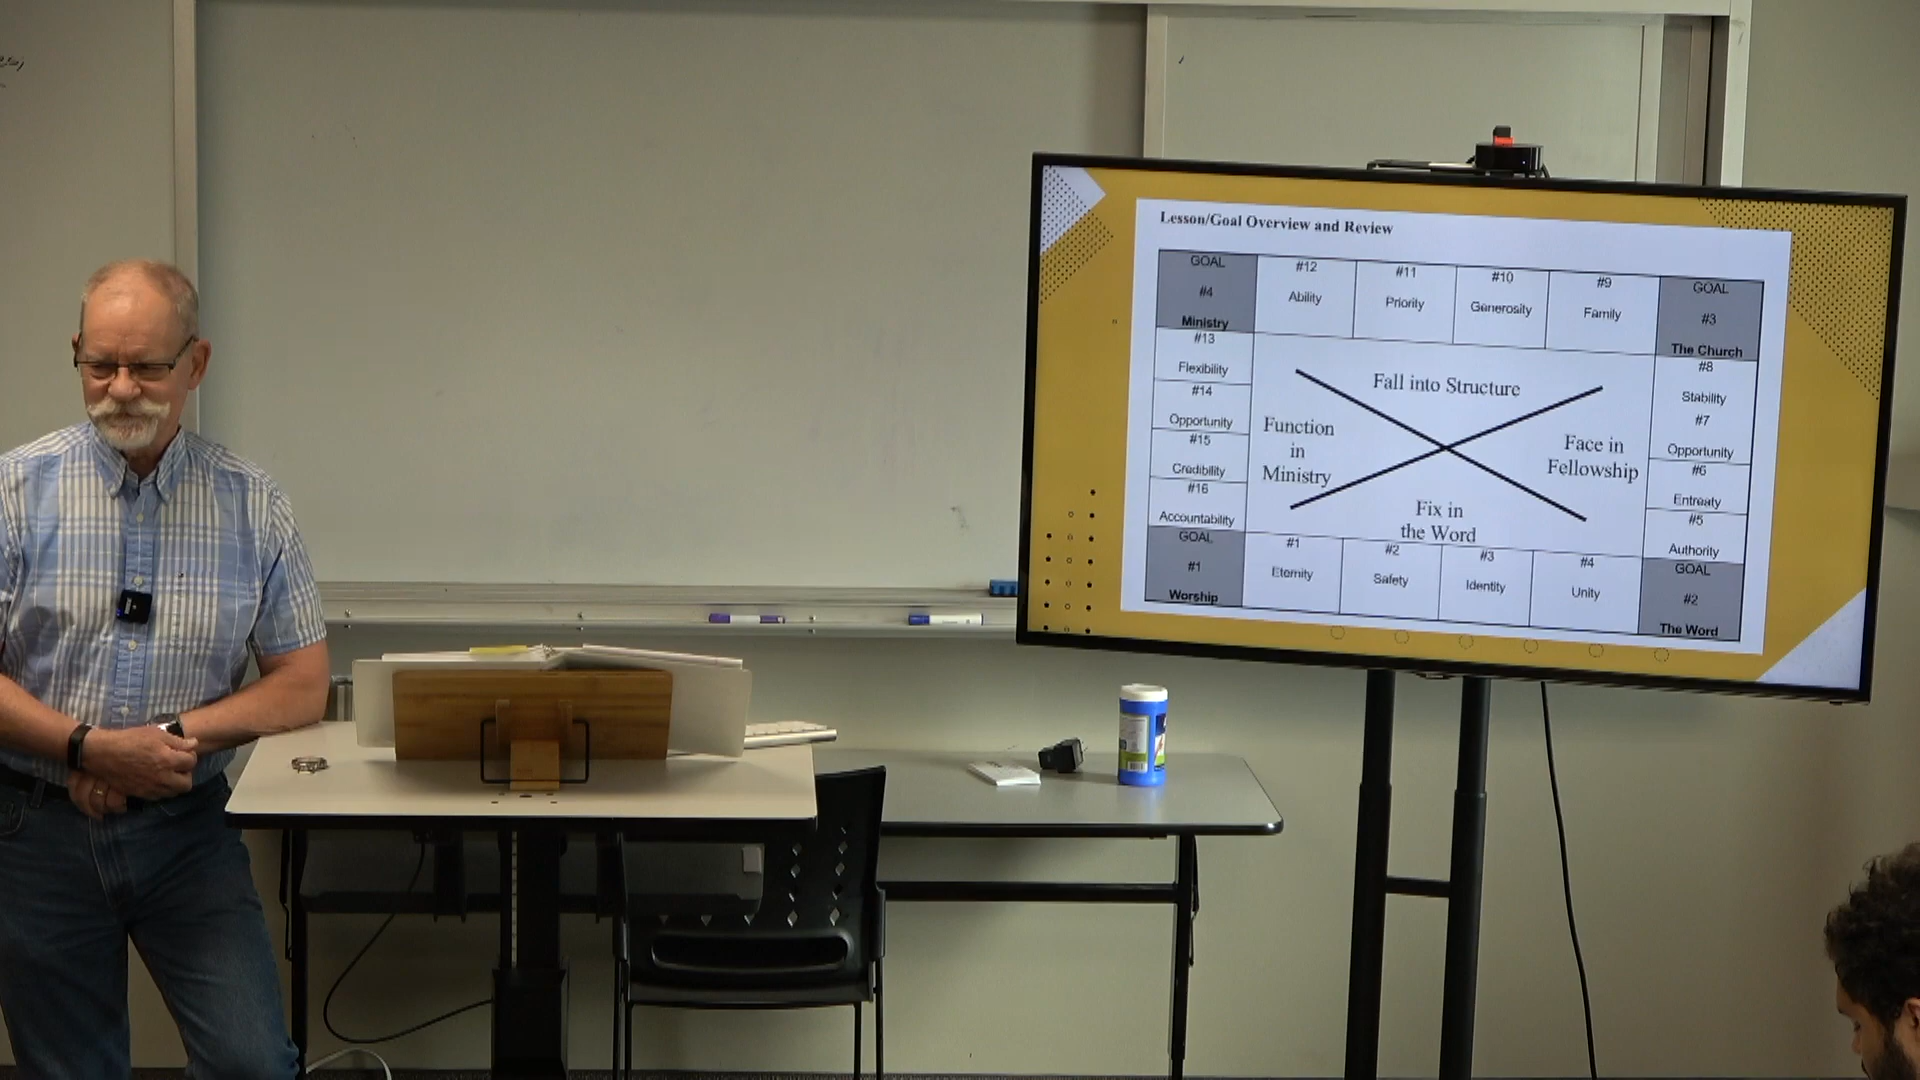 Lesson/Goal Overview and Review
GOAL
#4
Ministry
#12
Ability
#11
Priority
#10
Generosity
#9
Family
GOAL
#3
The Church
#13
Flexibility
#14
Opportunity
#15
Credibility
#16
Accountability
Fall into Structure
Function
in
Ministry
Face in
Fellowship
Fix in
the Word
#8
Stability
#7
Opportunity
#6
Entreaty
#5
Authority
GOAL
#1
Worship
#1
Eternity
#2
Safety
#3
Identity
#4
Unity
GOAL
#2
The Word